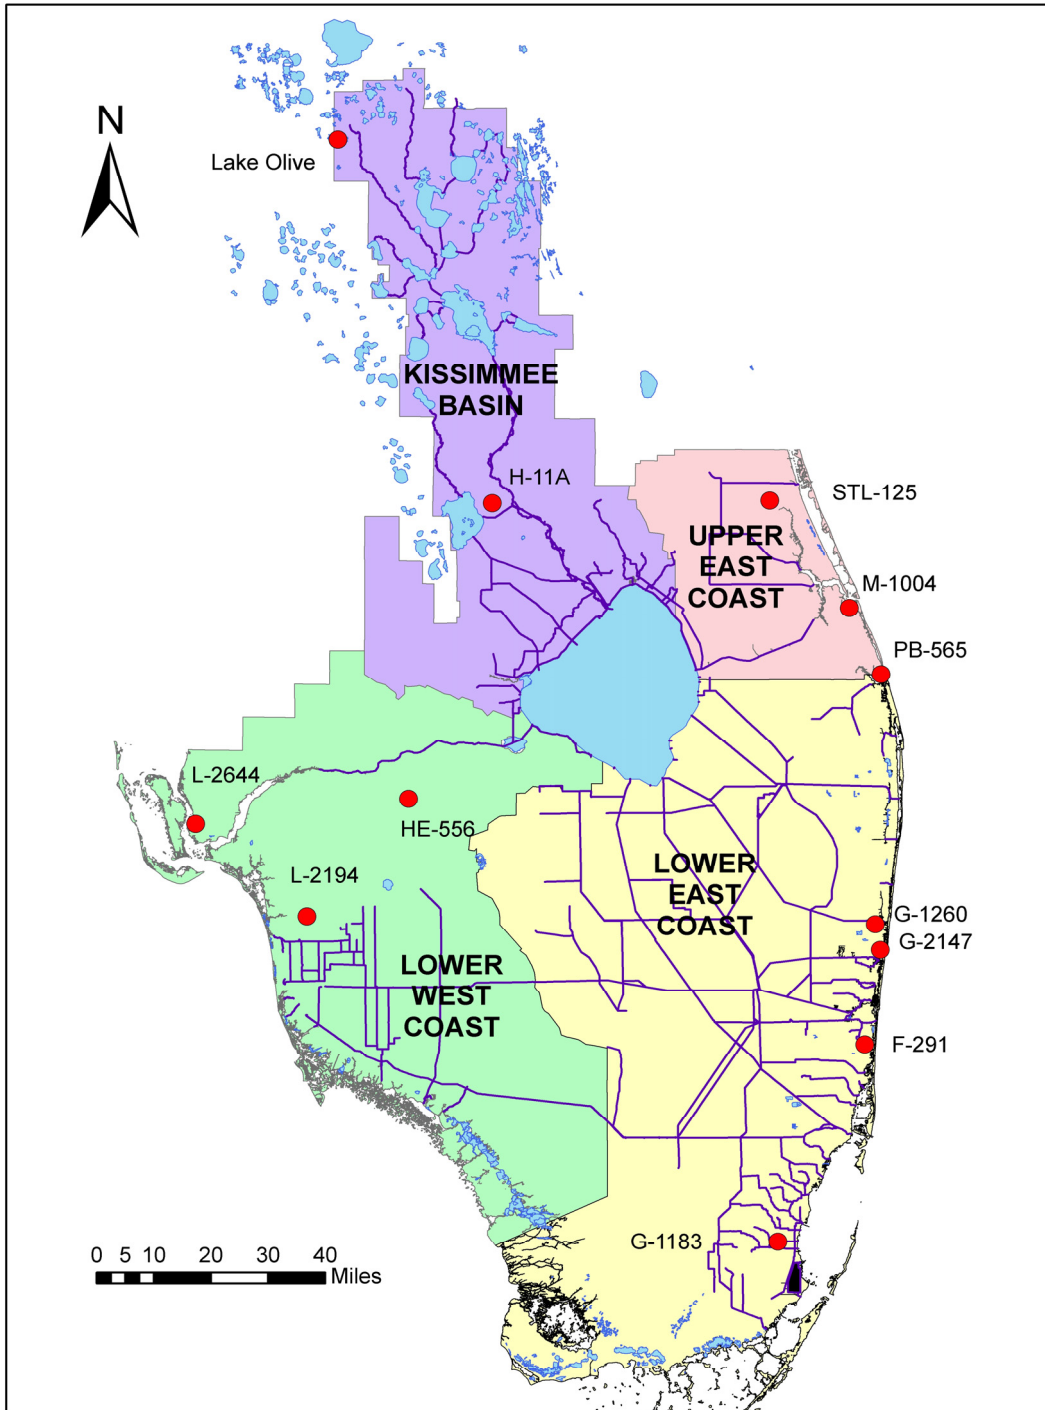 N
Lake Olive
KISSIMMEE
BASIN
H-11A
STL-125
UPPER
EAST
COAST
M-1004
PB-565
L-2644
HE-556
L-2194
LOWER
EAST
COAST
G-1260
G-2147
LOWER
WEST
COAST
F-291
G-1183
0 5 10 20 30 40
Miles